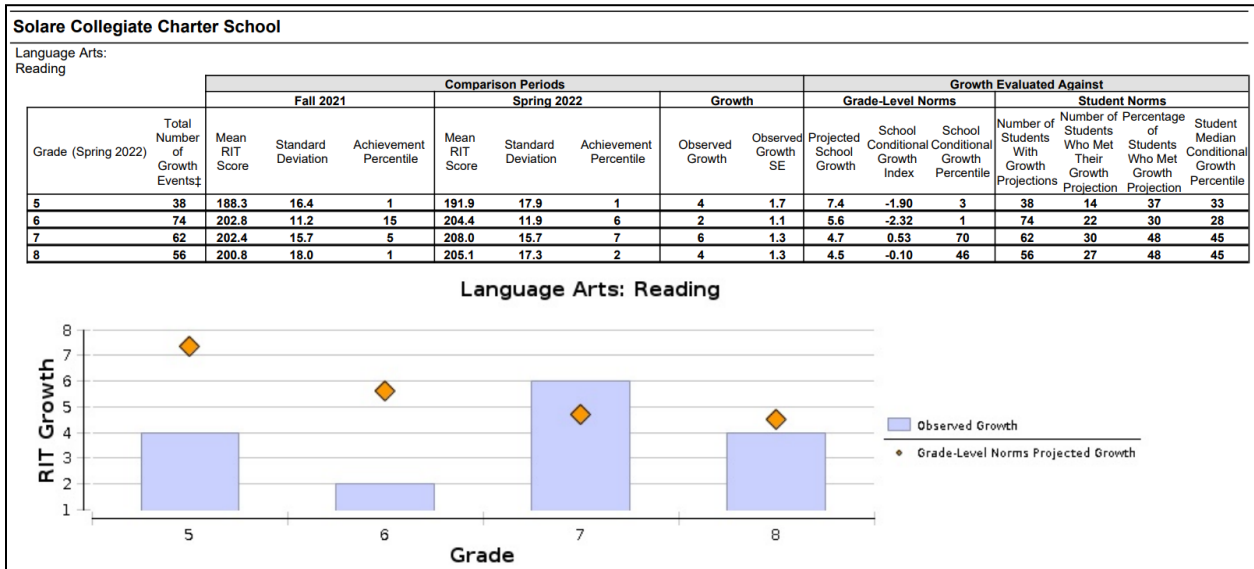 Solare Collegiate Charter School
Language Arts:
Reading
Comparison Periods Growth Evaluated Against
Fall 2021 Spring 2022 Growth Grade-Level Norms Student Norms
Grade (Spring 2022) Total Number of Growth Events‡ Mean RIT Score Standard Deviation Achievement Percentile Mean RIT Score Standard Deviation Achievement Percentile Observed Growth Observed Growth SE Projected School Growth School Conditional Growth Index School Conditional Growth Percentile Number of Students With Growth Projections Number of Students Who Met Their Growth Projection Percentage of Students Who Met Growth Projection Student Median Conditional Growth Percentile
5 38 188.3 16.4 1 191.9 17.9 1 4 1.7 7.4 -1.90 3 38 14 37 33
6 74 202.8 11.2 15 204.4 11.9 6 2 1.1 5.6 -2.32 1 74 22 30 28
7 62 202.4 15.7 5 208.0 15.7 7 6 1.3 4.7 0.53 70 62 30 48 45
8 56 200.8 18.0 1 205.1 17.3 2 4 1.3 4.5 -0.10 46 56 27 48 45
Language Arts: Reading
RIT Growth
8
7
6
5
4
3
2
1
5 6 7 8
Grade
Observed Growth
Grade-Level Norms Projected Growth